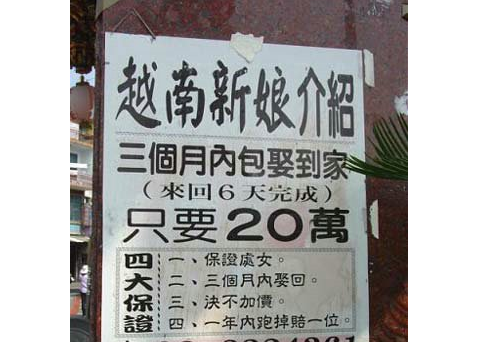 越南新娘介紹
三個月內包娶到家
(來回6天完成)
只要20萬
四大保證
一、保證處女。
二、三個月內娶回。
三、決不加價。
四、一年內跑掉賠一位。